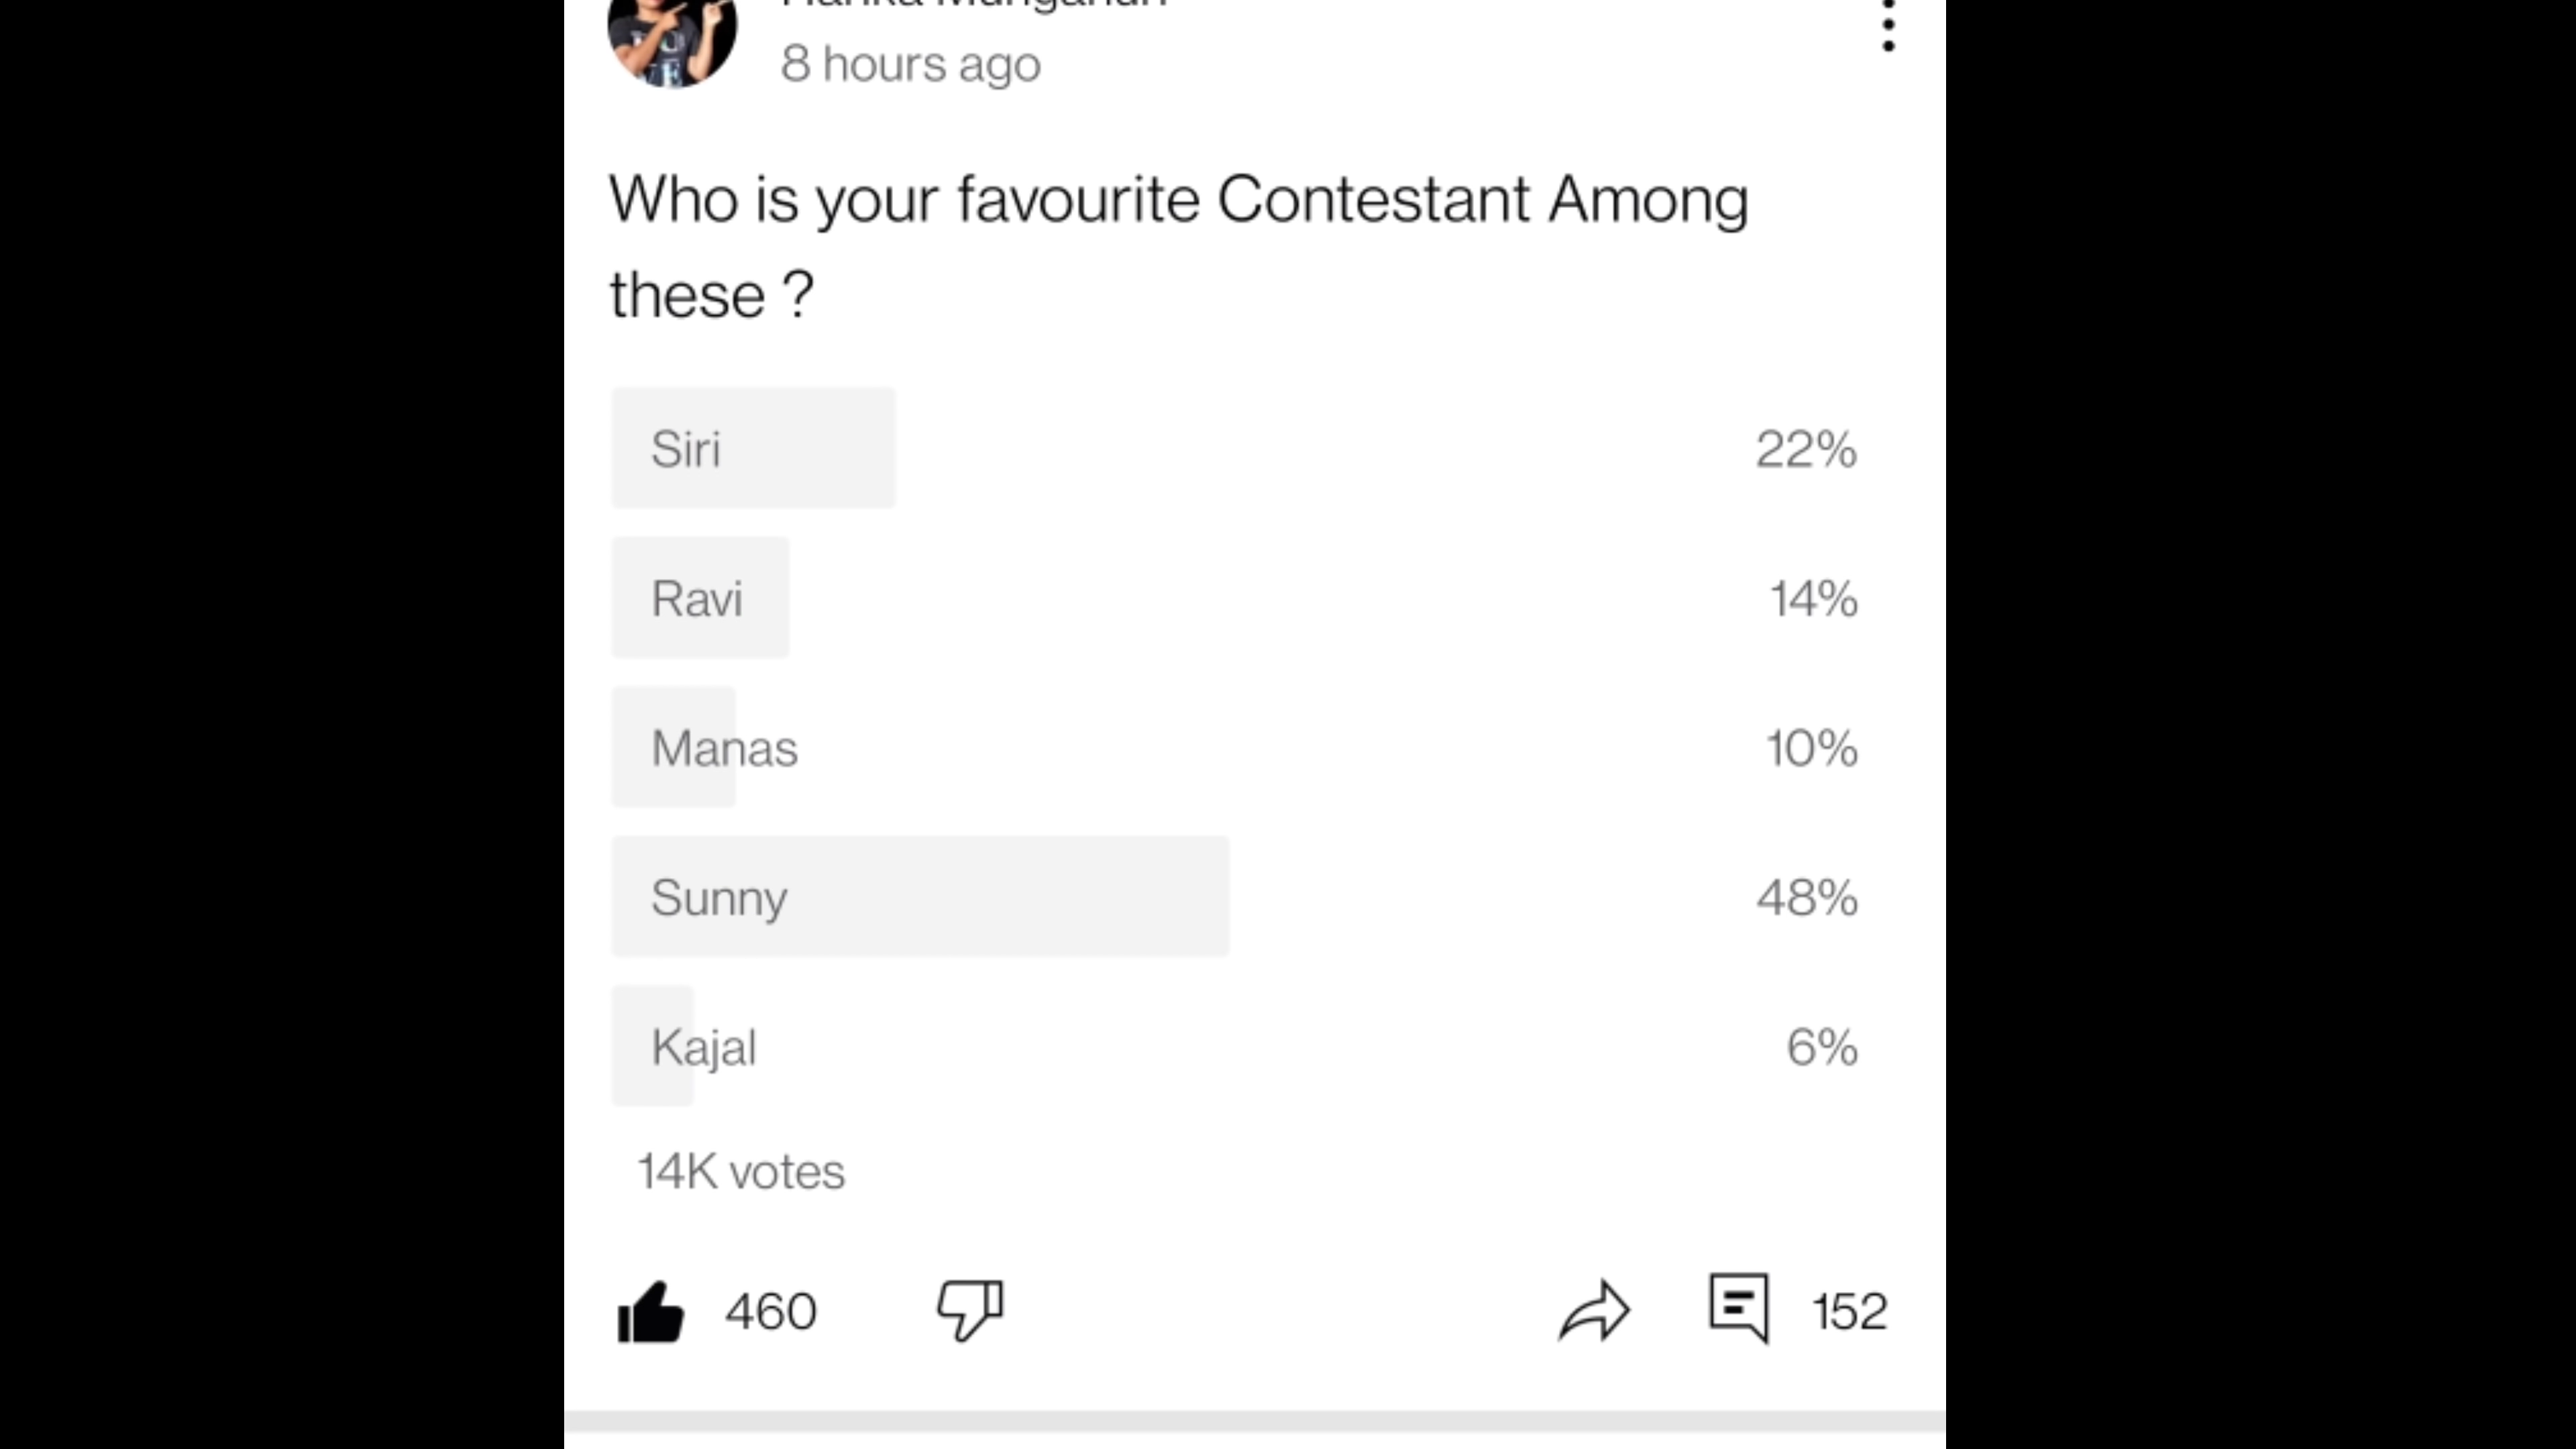 8 hours ago
Who is your favourite Contestant Among
these ?
Siri 22%
Ravi 14%
Manas 10%
Sunny 48%
Kajal 6%
14K votes
460 152